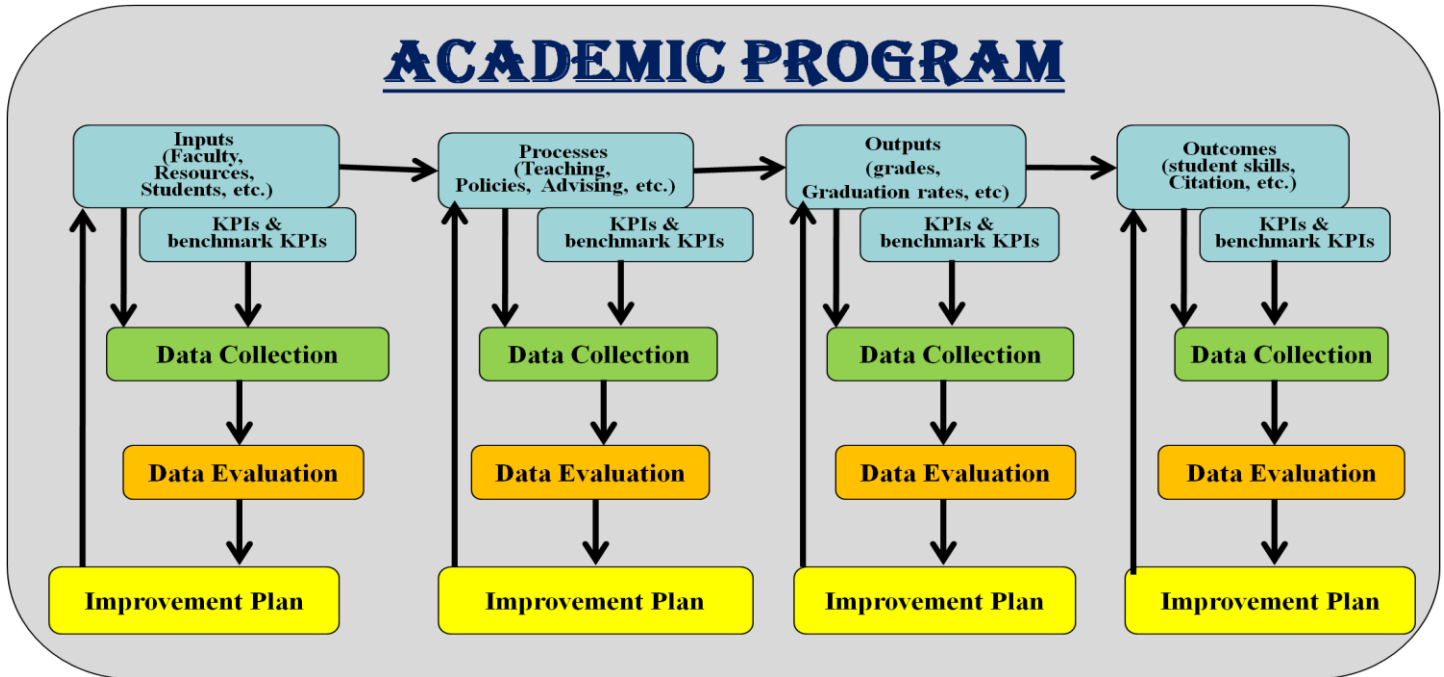 ACADEMIC PROGRAM
Inputs
(Faculty,
Resources,
Students, etc.)
KPIs &
benchmark KPIs
Data Collection
Data Evaluation
Improvement Plan
Processes
(Teaching,
Policies, Advising, etc.)
KPIs &
benchmark KPIs
Data Collection
Data Evaluation
Improvement Plan
Outputs
(grades,
Graduation rates, etc)
KPIs &
benchmark KPIs
Data Collection
Data Evaluation
Improvement Plan
Outcomes
(student skills,
Citation, etc.)
KPIs &
benchmark KPIs
Data Collection
Data Evaluation
Improvement Plan